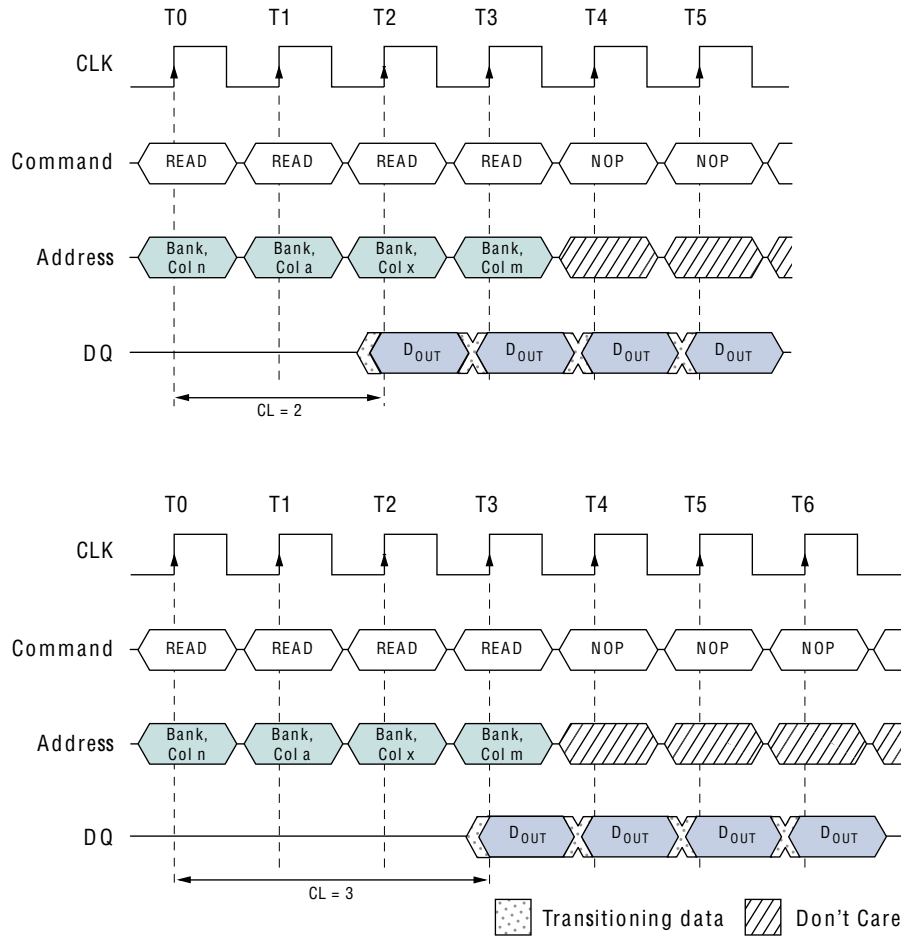 T0 T1 T2 T3 T4 T5
CLK
Command READ READ READ READ NOP NOP
Address Bank, Col n Bank, Col a Bank, Col x Bank, Col m
DQ DOUT DOUT DOUT DOUT
CL = 2
T0 T1 T2 T3 T4 T5 T6
CLK
Command READ READ READ READ NOP NOP NOP
Address Bank, Col n Bank, Col a Bank, Col x Bank, Col m
DQ DOUT DOUT DOUT DOUT
CL = 3
Transitioning data Don't Care